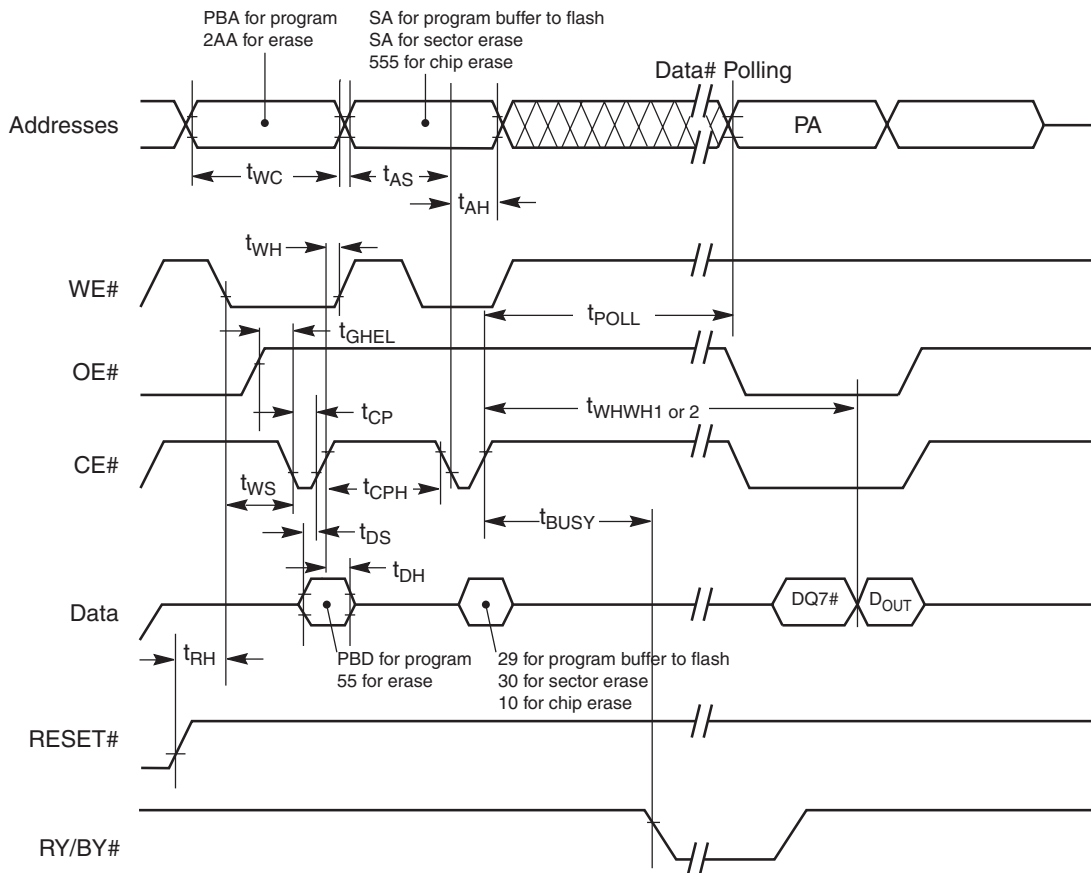 PBA for program
2AA for erase
SA for program buffer to flash
SA for sector erase
555 for chip erase
Data# Polling
Addresses
PA
tWC
tAS
tAH
tWH
WE#
tPOLL
tGHEL
OE#
tWHWH1 or 2
tCP
CE#
tWS
tCPH
tBUSY
tDS
tDH
Data
DQ7#
DOUT
tRH
PBD for program
55 for erase
29 for program buffer to flash
30 for sector erase
10 for chip erase
RESET#
RY/BY#